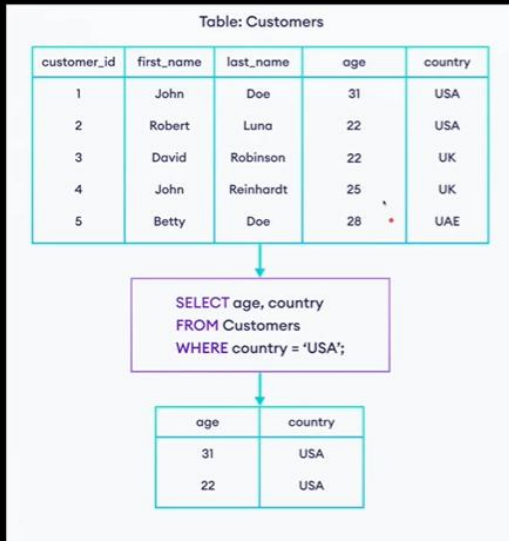 Table: Customers
customer_id first_name last_name age country
1 John Doe 31 USA
2 Robert Luna 22 USA
3 David Robinson 22 UK
4 John Reinhardt 25 UK
5 Betty Doe 28 UAE
SELECT age, country
FROM Customers
WHERE country = ‘USA’;
age country
31 USA
22 USA